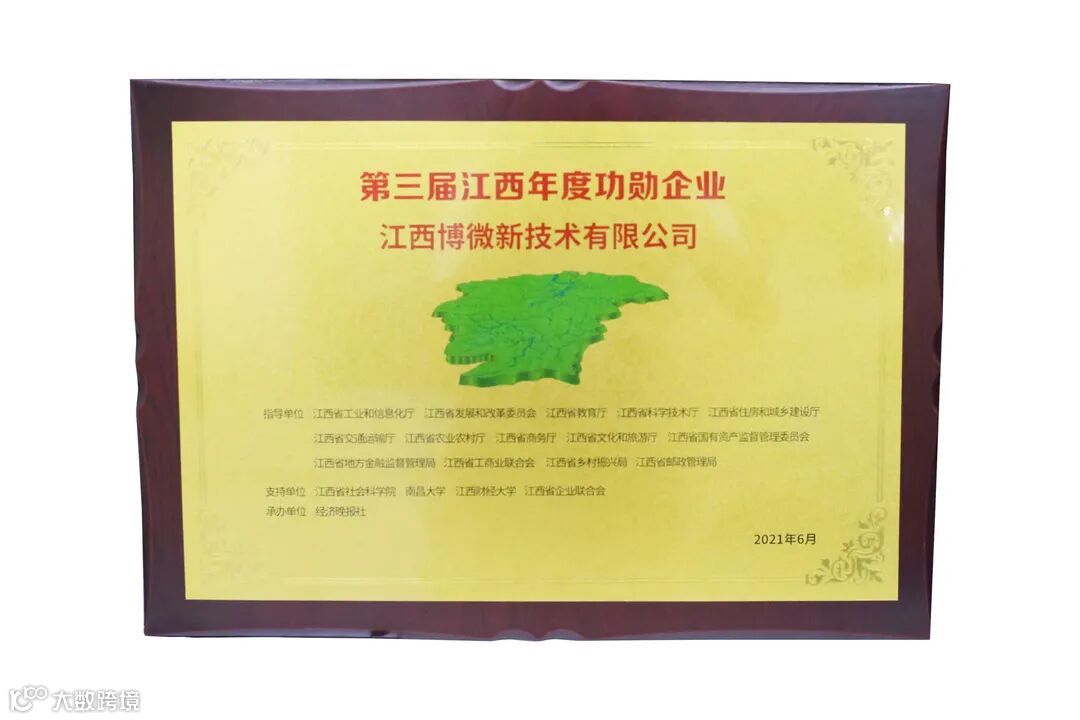 第三届江西年度功勋企业
江西博微新技术有限公司
指导单位 江西省工业和信息化厅 江西省发展和改革委员会 江西省教育厅 江西省科学技术厅 江西省住房和城乡建设厅
江西省交通运输厅 江西省农业农村厅 江西省商务厅 江西省文化和旅游厅 江西省国有资产监督管理委员会
江西省地方金融监督管理局 江西省工商业联合会 江西省乡村振兴局 江西省邮政管理局
支持单位 江西省社会科学院 南昌大学 江西财经大学 江西省企业联合会
承办单位 经济晚报社
2021年6月
大数跨境